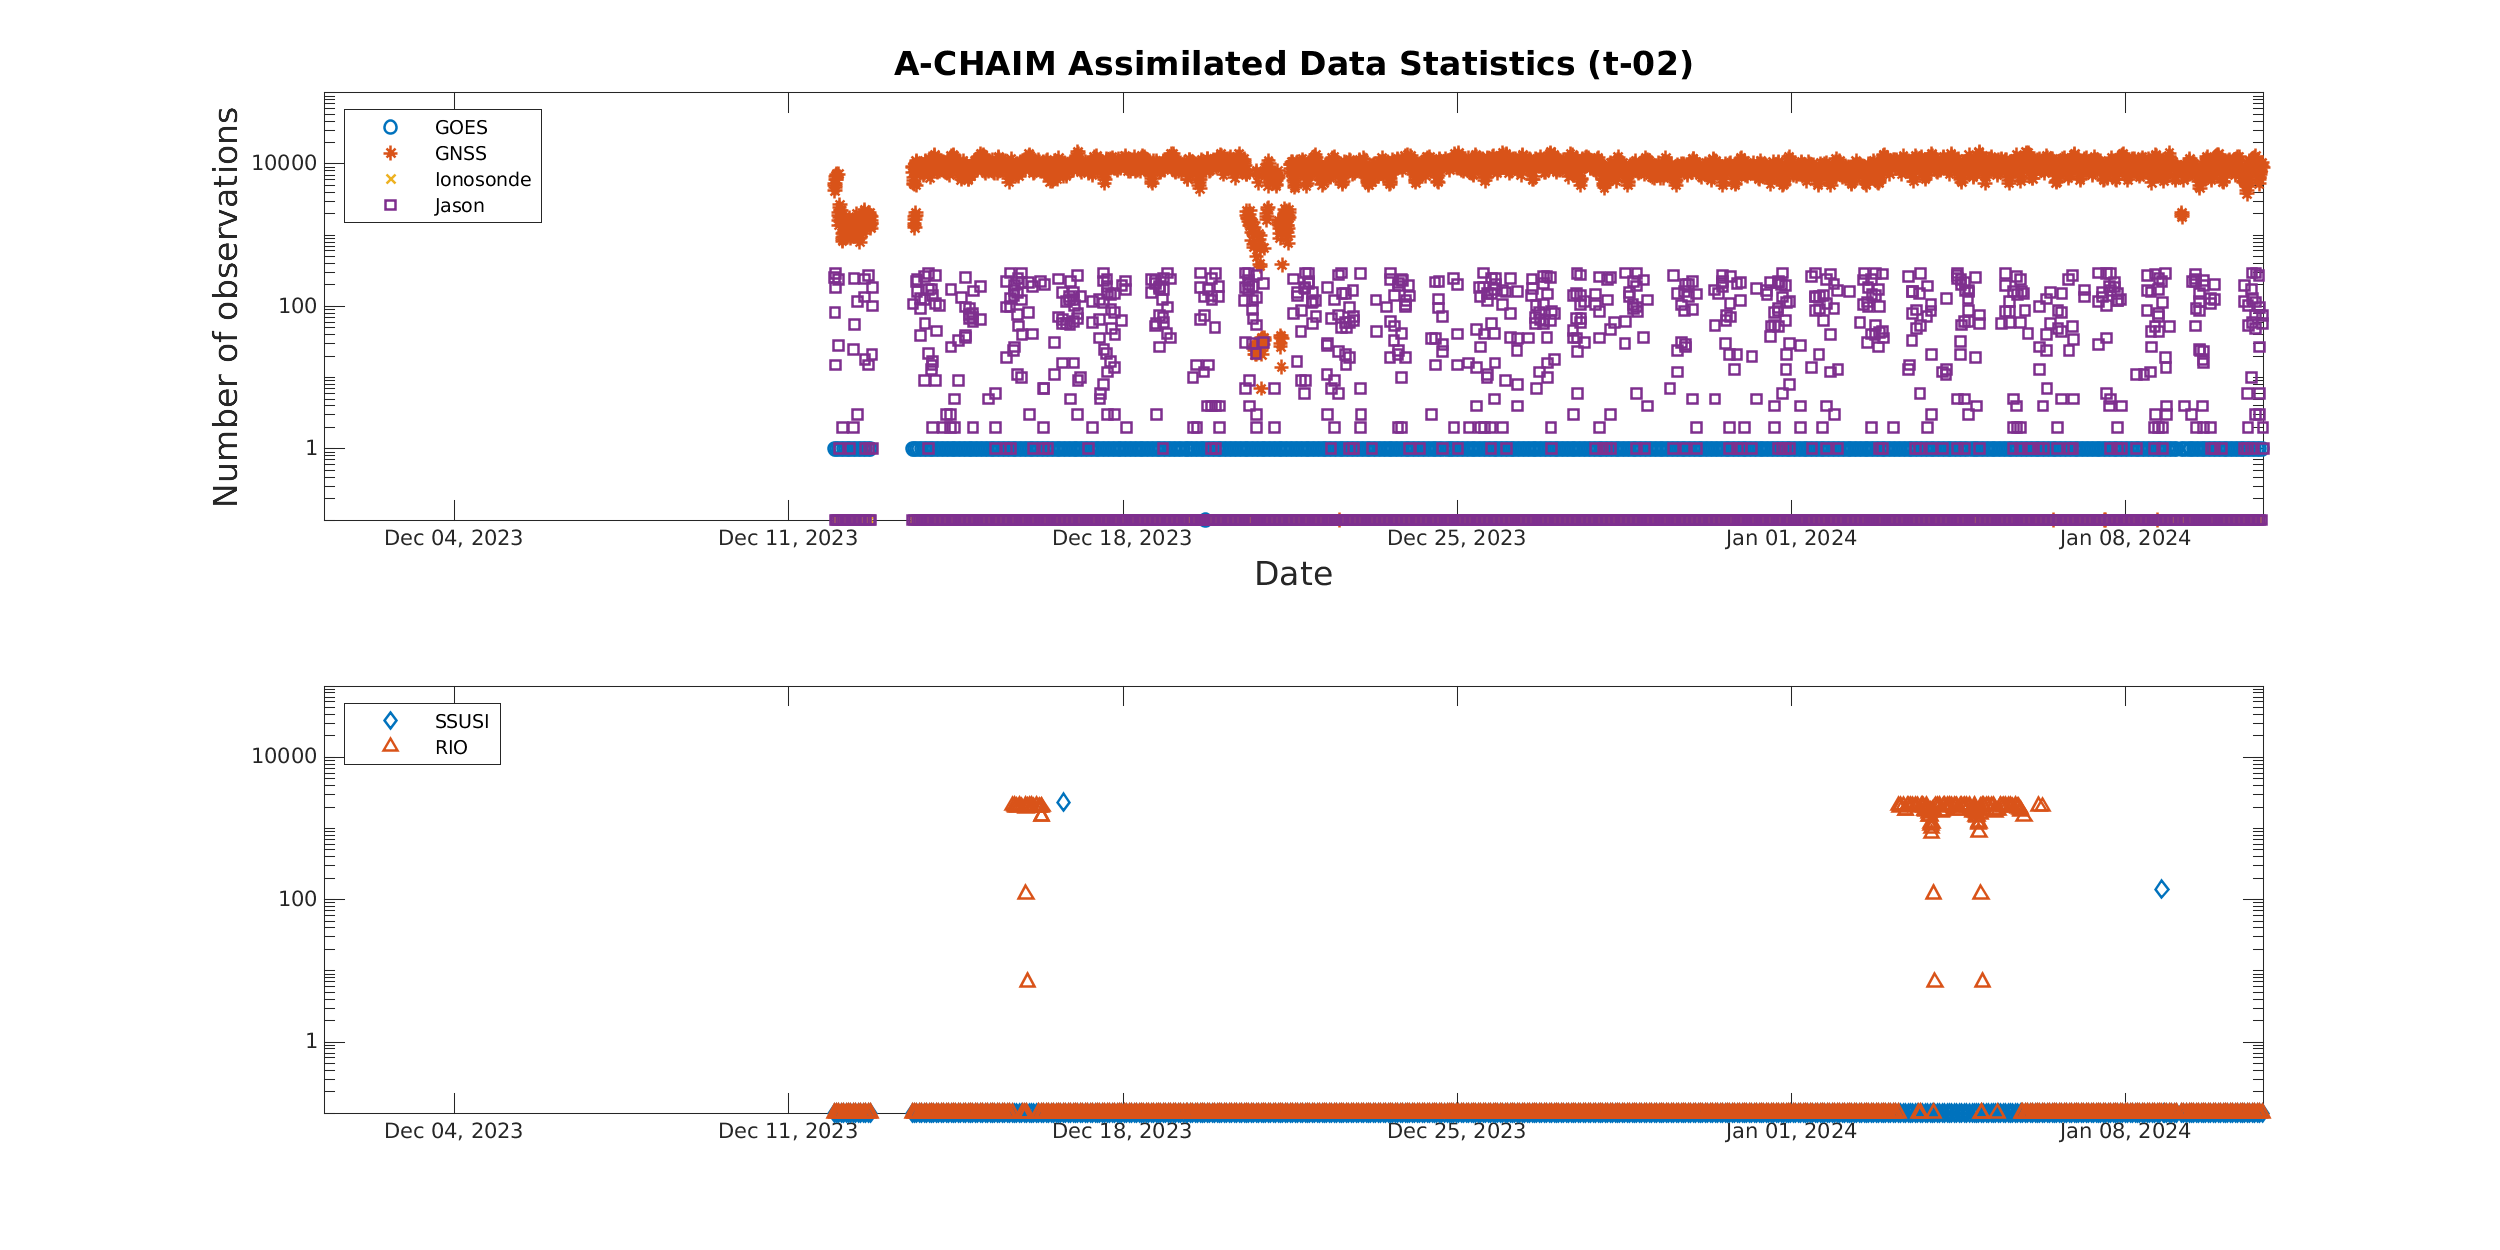 A-CHAIM Assimilated Data Statistics (t-02)
Number of observations
10000
100
1
GOES
GNSS
Ionosonde
Jason
Dec 04, 2023
Dec 11, 2023
Dec 18, 2023
Dec 25, 2023
Jan 01, 2024
Jan 08, 2024
Date
10000
100
1
SSUSI
RIO
Dec 04, 2023
Dec 11, 2023
Dec 18, 2023
Dec 25, 2023
Jan 01, 2024
Jan 08, 2024